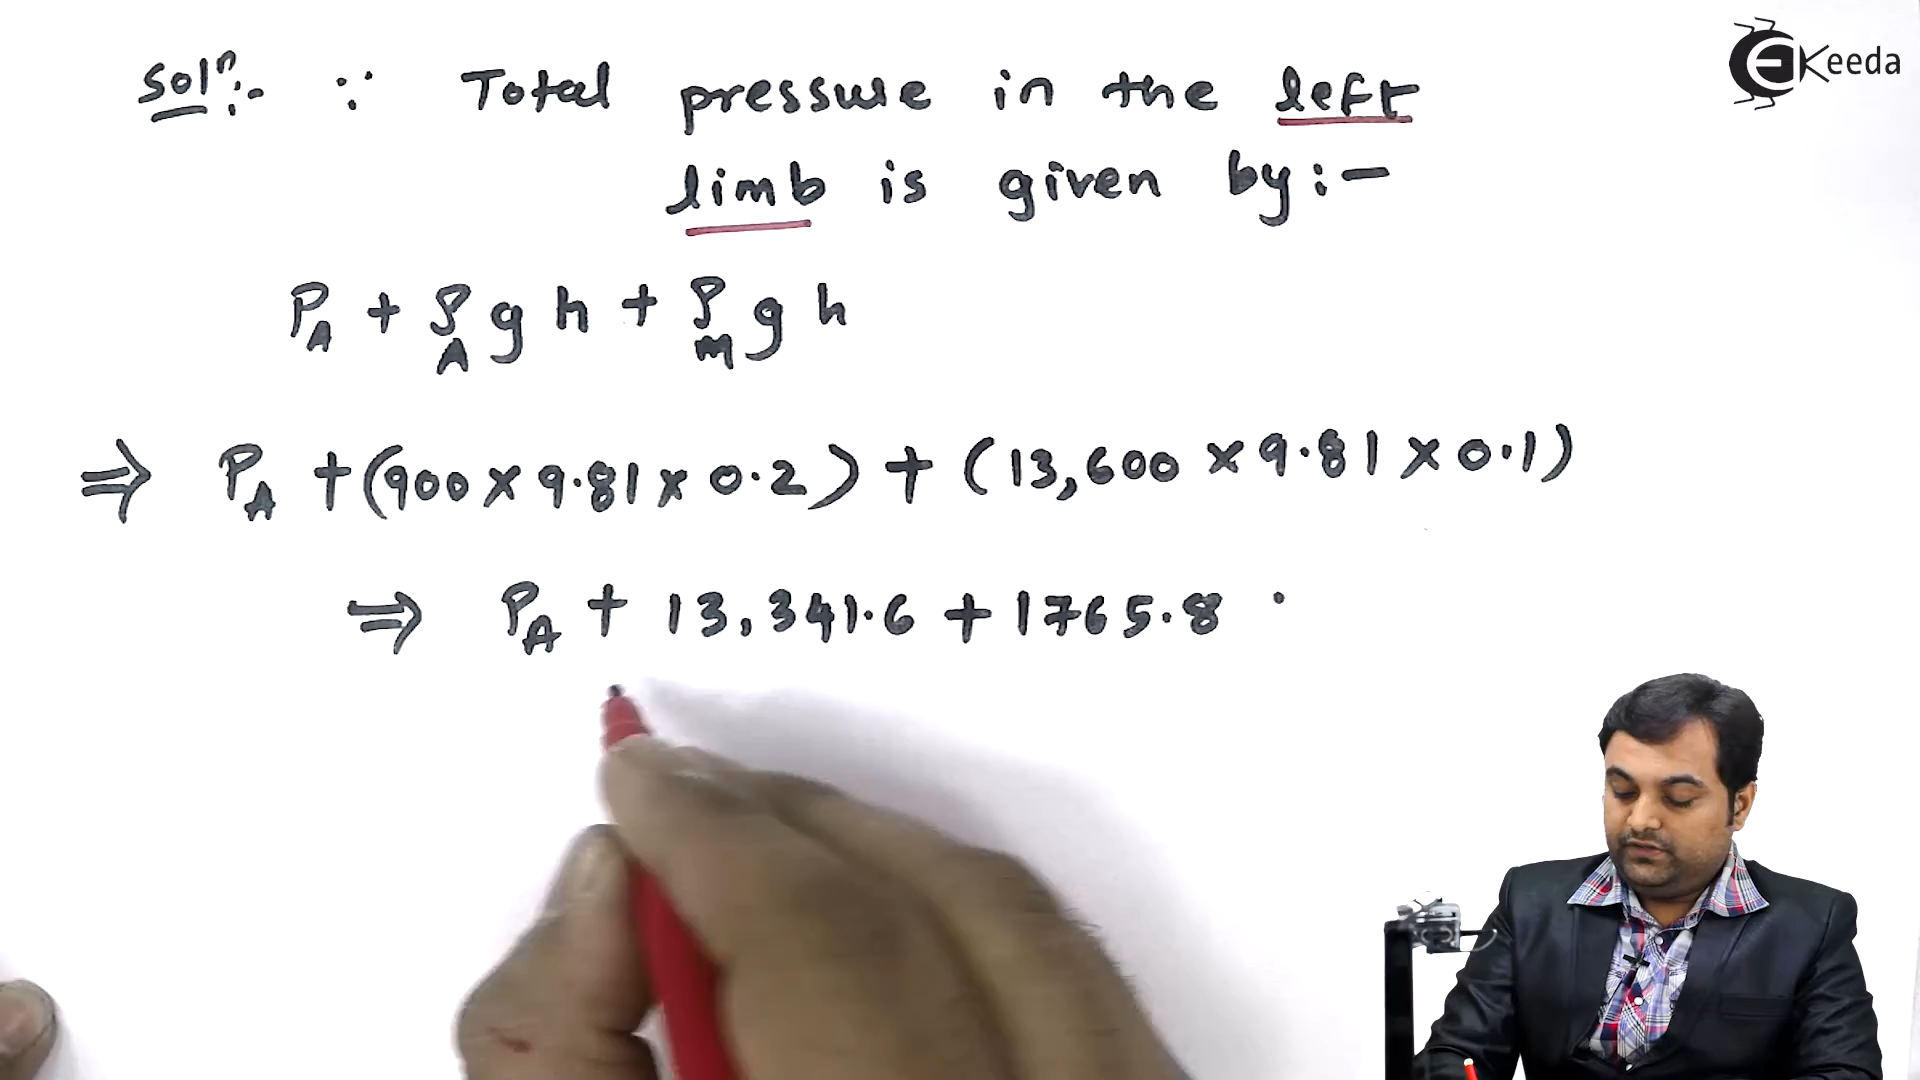 Solⁿ:- ∵ Total pressure in the left
limb is given by:-
P_A + ρ_A g h + ρ_M g h
⇒ P_A + (900 × 9.81 × 0.2) + (13,600 × 9.81 × 0.1)
⇒ P_A + 13,341.6 + 1765.8 .
EKeeda